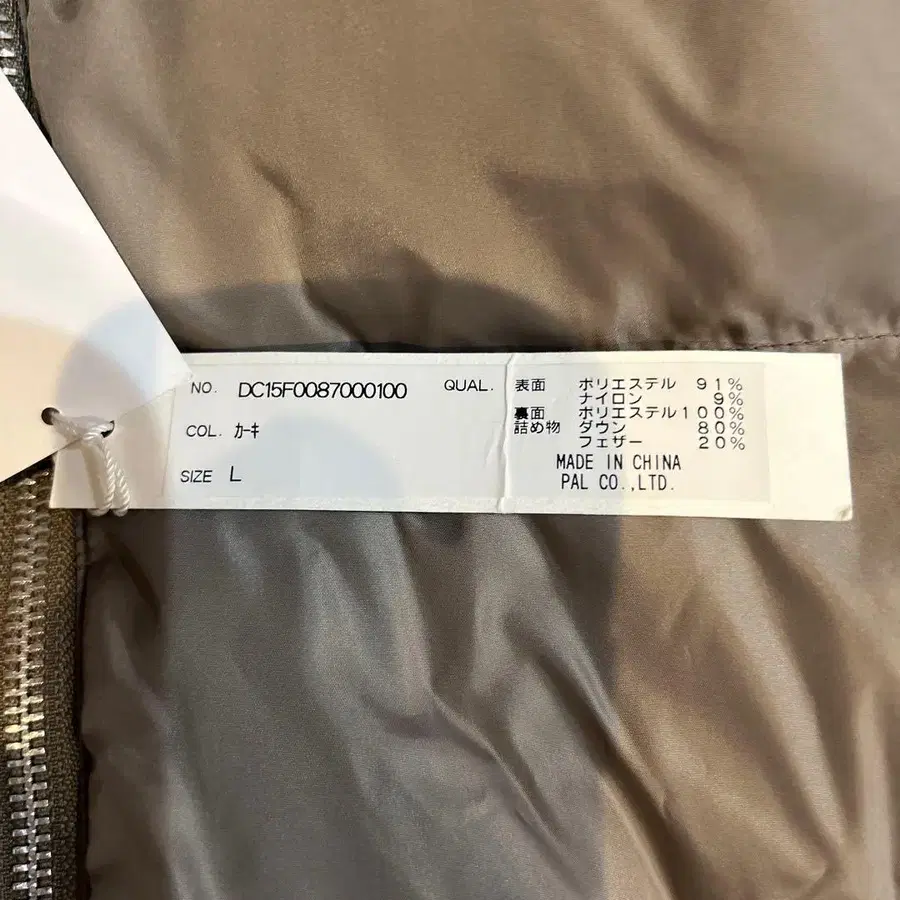 NO. DC15F0087000100
COL. カーキ
SIZE L
QUAL. 表面 ポリエステル 91%
ナイロン 9%
裏面 ポリエステル100%
詰め物 ダウン 80%
フェザー 20%
MADE IN CHINA
PAL CO.,LTD.